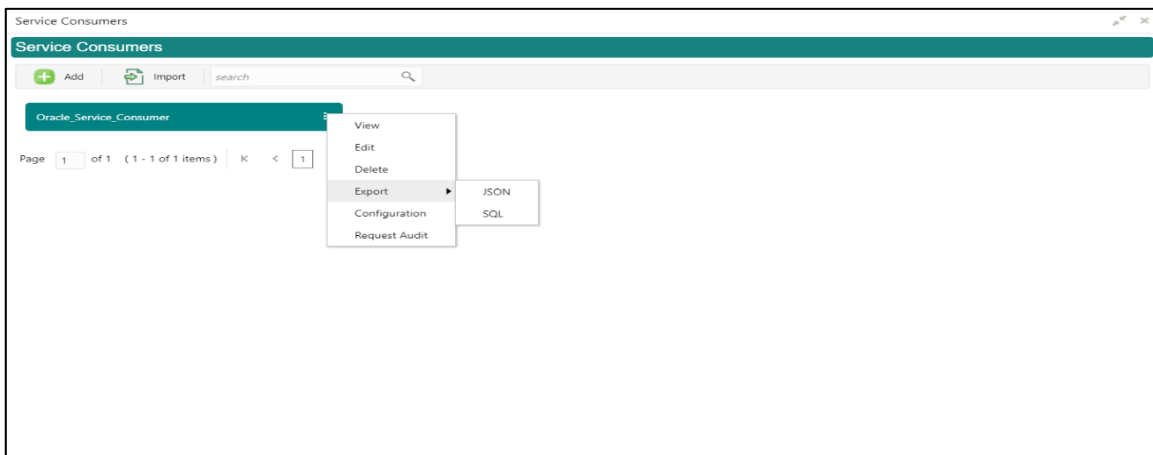 Service Consumers
Service Consumers
Add Import search
Oracle_Service_Consumer
Page 1 of 1 ( 1 - 1 of 1 items ) K < 1
View
Edit
Delete
Export
JSON
Configuration
SQL
Request Audit